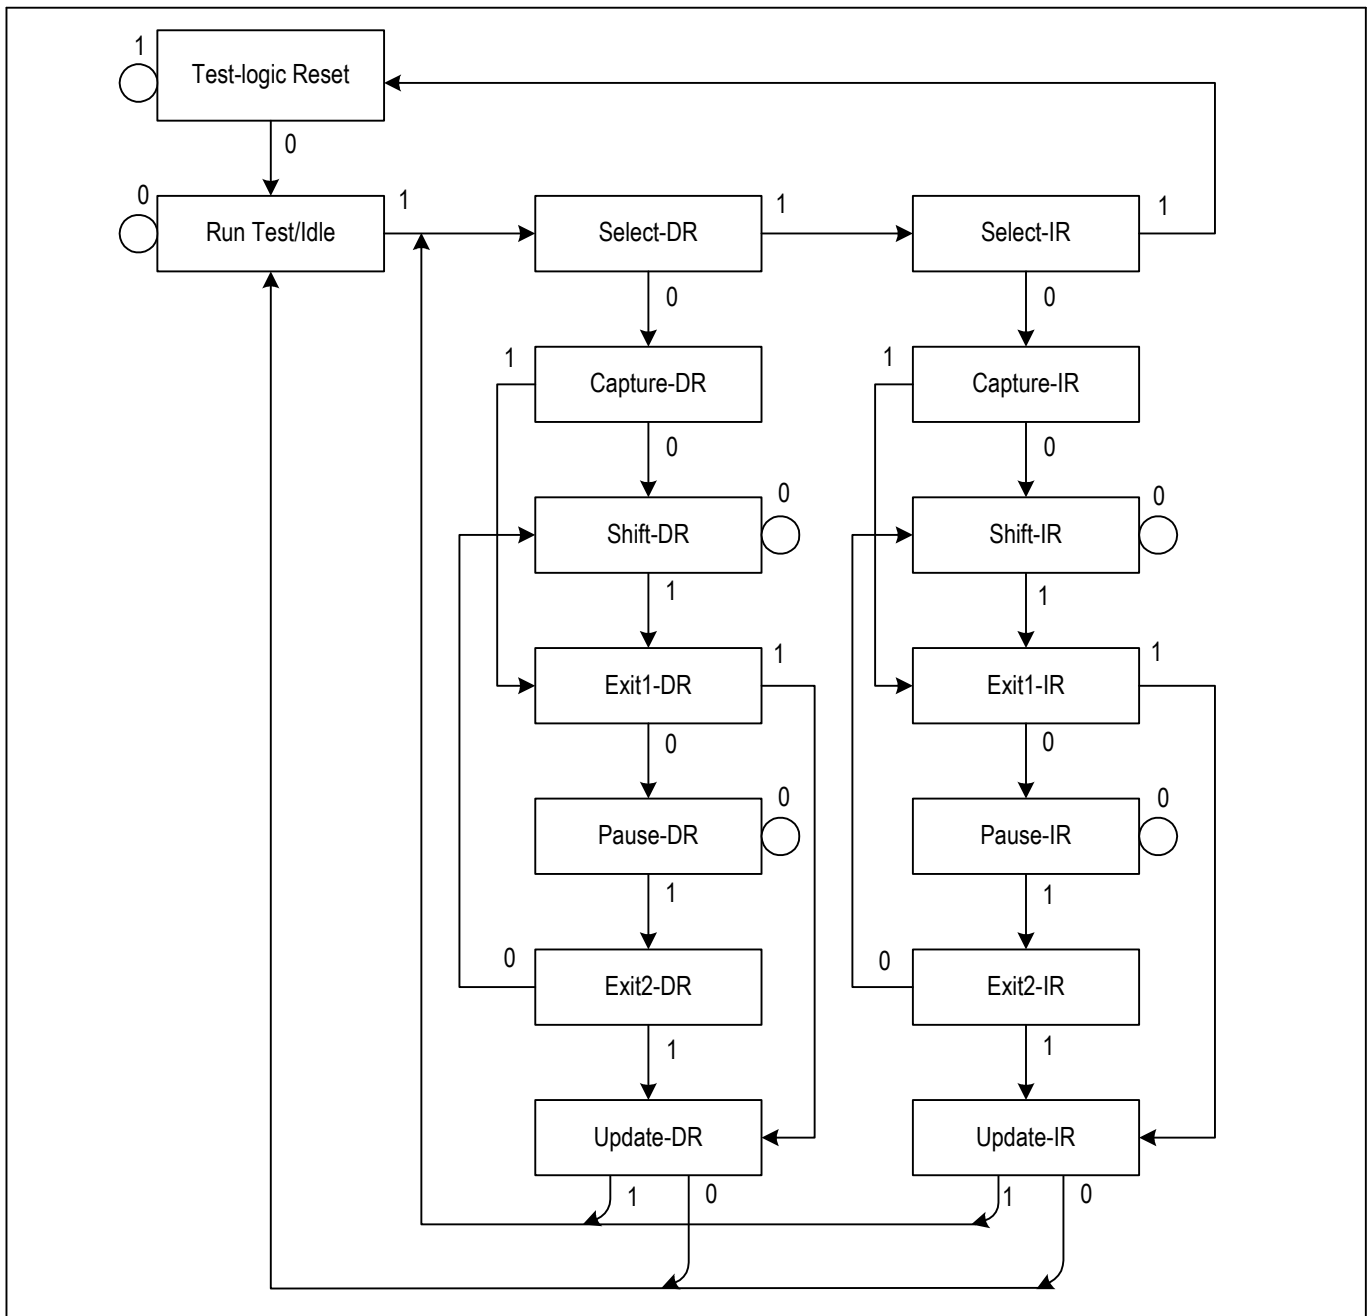 1
Test-logic Reset
0
0
Run Test/Idle
1
Select-DR
1
Select-IR
1
0
0
1
Capture-DR
1
Capture-IR
0
0
Shift-DR
0
Shift-IR
0
1
1
Exit1-DR
1
Exit1-IR
1
0
0
Pause-DR
0
Pause-IR
0
1
1
0
Exit2-DR
0
Exit2-IR
1
1
Update-DR
Update-IR
1
0
1
0